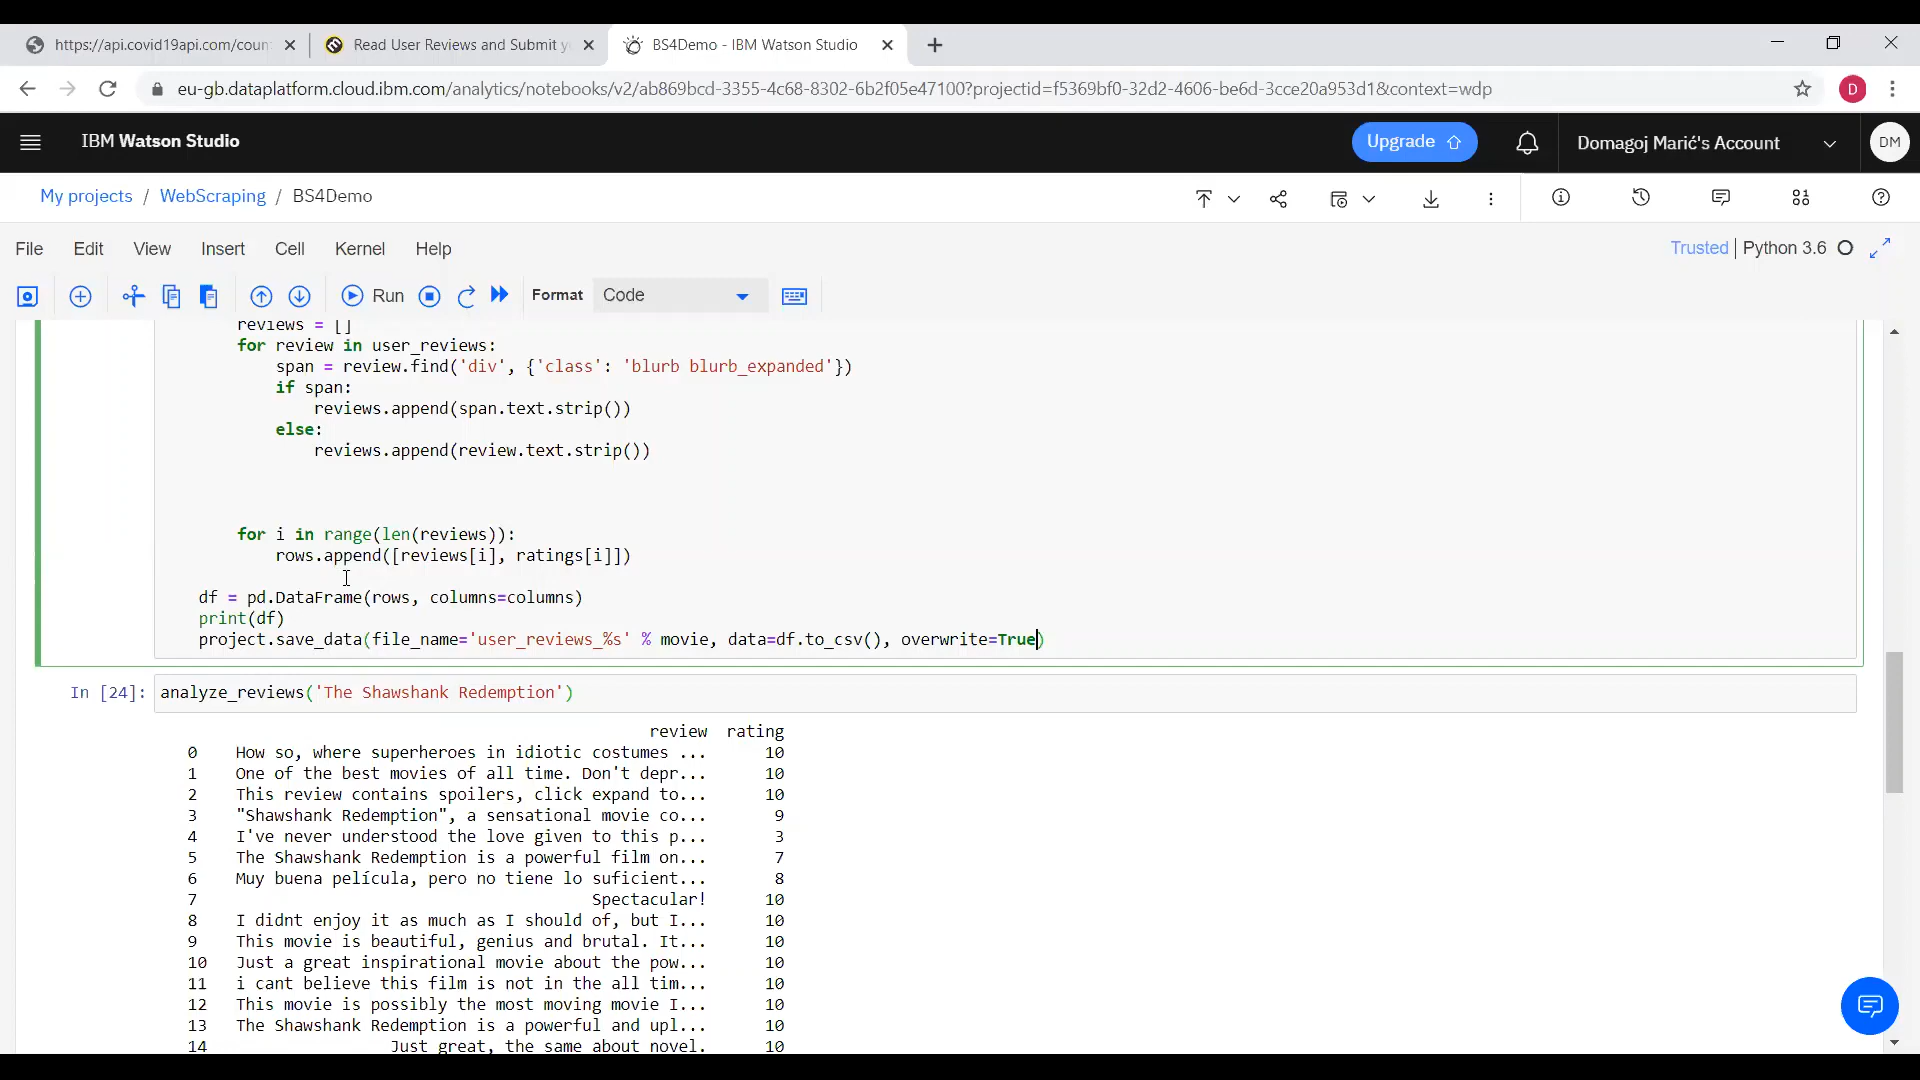 https://api.covid19api.com/coun
Read User Reviews and Submit y
BS4Demo - IBM Watson Studio
eu-gb.dataplatform.cloud.ibm.com/analytics/notebooks/v2/ab869bcd-3355-4c68-8302-6b2f05e47100?projectid=f5369bf0-32d2-4606-be6d-3cce20a953d1&context=wdp
D
IBM Watson Studio
Upgrade
Domagoj Marić's Account
DM
My projects / WebScraping / BS4Demo
File Edit View Insert Cell Kernel Help
Trusted | Python 3.6
Run
Format
Code
reviews = []
for review in user_reviews:
span = review.find('div', {'class': 'blurb blurb_expanded'})
if span:
reviews.append(span.text.strip())
else:
reviews.append(review.text.strip())
for i in range(len(reviews)):
rows.append([reviews[i], ratings[i]])
df = pd.DataFrame(rows, columns=columns)
print(df)
project.save_data(file_name='user_reviews_%s' % movie, data=df.to_csv(), overwrite=True)
In [24]: analyze_reviews('The Shawshank Redemption')
review rating
0 How so, where superheroes in idiotic costumes ... 10
1 One of the best movies of all time. Don't depr... 10
2 This review contains spoilers, click expand to... 10
3 "Shawshank Redemption", a sensational movie co... 9
4 I've never understood the love given to this p... 3
5 The Shawshank Redemption is a powerful film on... 7
6 Muy buena película, pero no tiene lo suficient... 8
7 Spectacular! 10
8 I didnt enjoy it as much as I should of, but I... 10
9 This movie is beautiful, genius and brutal. It... 10
10 Just a great inspirational movie about the pow... 10
11 i cant believe this film is not in the all tim... 10
12 This movie is possibly the most moving movie I... 10
13 The Shawshank Redemption is a powerful and upl... 10
14 Just great, the same about novel. 10